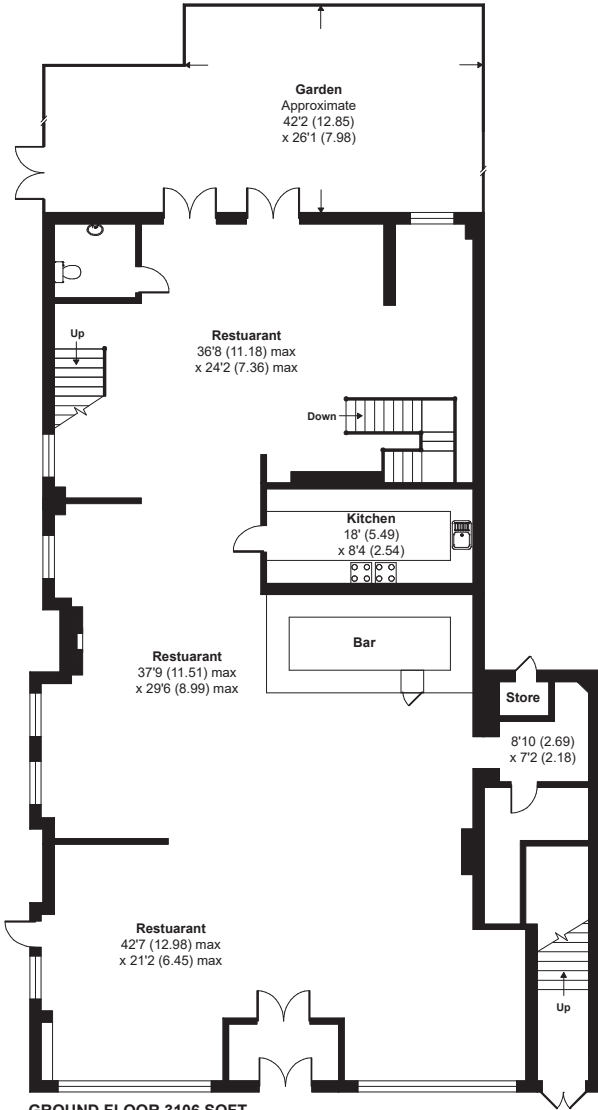 Garden
Approximate
42'2 (12.85)
x 26'1 (7.98)
Up
Restuarant
36'8 (11.18) max
x 24'2 (7.36) max
Down
Kitchen
18' (5.49)
x 8'4 (2.54)
Bar
Restuarant
37'9 (11.51) max
x 29'6 (8.99) max
Store
8'10 (2.69)
x 7'2 (2.18)
Restuarant
42'7 (12.98) max
x 21'2 (6.45) max
Up
GROUND FLOOR 3106 SQFT